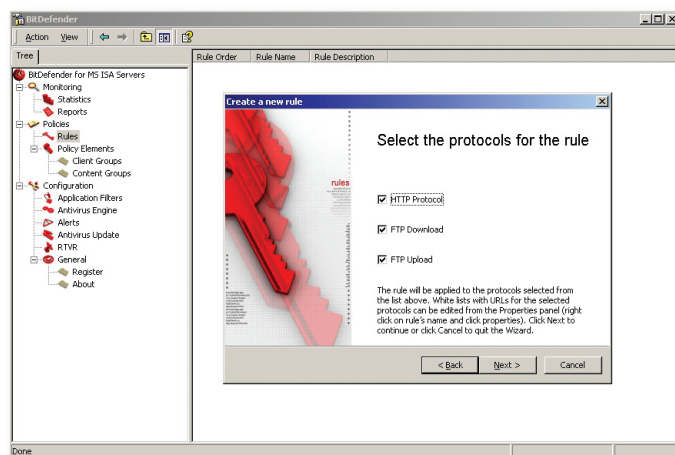 BitDefender
Action View
Tree
Rule Order Rule Name Rule Description
BitDefender for MS ISA Servers
Monitoring
Statistics
Reports
Policies
Rules
Policy Elements
Client Groups
Content Groups
Configuration
Application Filters
Antivirus Engine
Alerts
Antivirus Update
RTVR
General
Register
About
Create a new rule
rules
Select the protocols for the rule
HTTP Protocol
FTP Download
FTP Upload
The rule will be applied to the protocols selected from
the list above. White lists with URLs for the selected
protocols can be edited from the Properties panel (right
click on rule's name and click properties). Click Next to
continue or click Cancel to quit the Wizard.
< Back Next > Cancel
Done